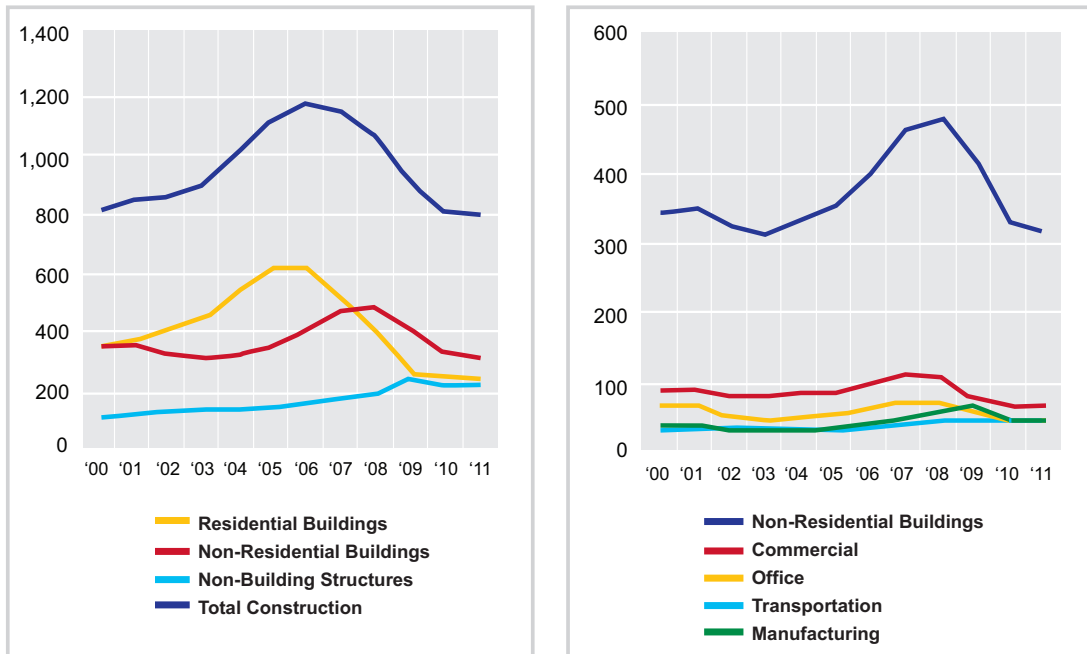 1,400
1,200
1,000
800
600
400
200
0
‘00 ‘01 ‘02 ‘03 ‘04 ‘05 ‘06 ‘07 ‘08 ‘09 ‘10 ‘11
Residential Buildings
Non-Residential Buildings
Non-Building Structures
Total Construction
600
500
400
300
200
100
0
‘00 ‘01 ‘02 ‘03 ‘04 ‘05 ‘06 ‘07 ‘08 ‘09 ‘10 ‘11
Non-Residential Buildings
Commercial
Office
Transportation
Manufacturing